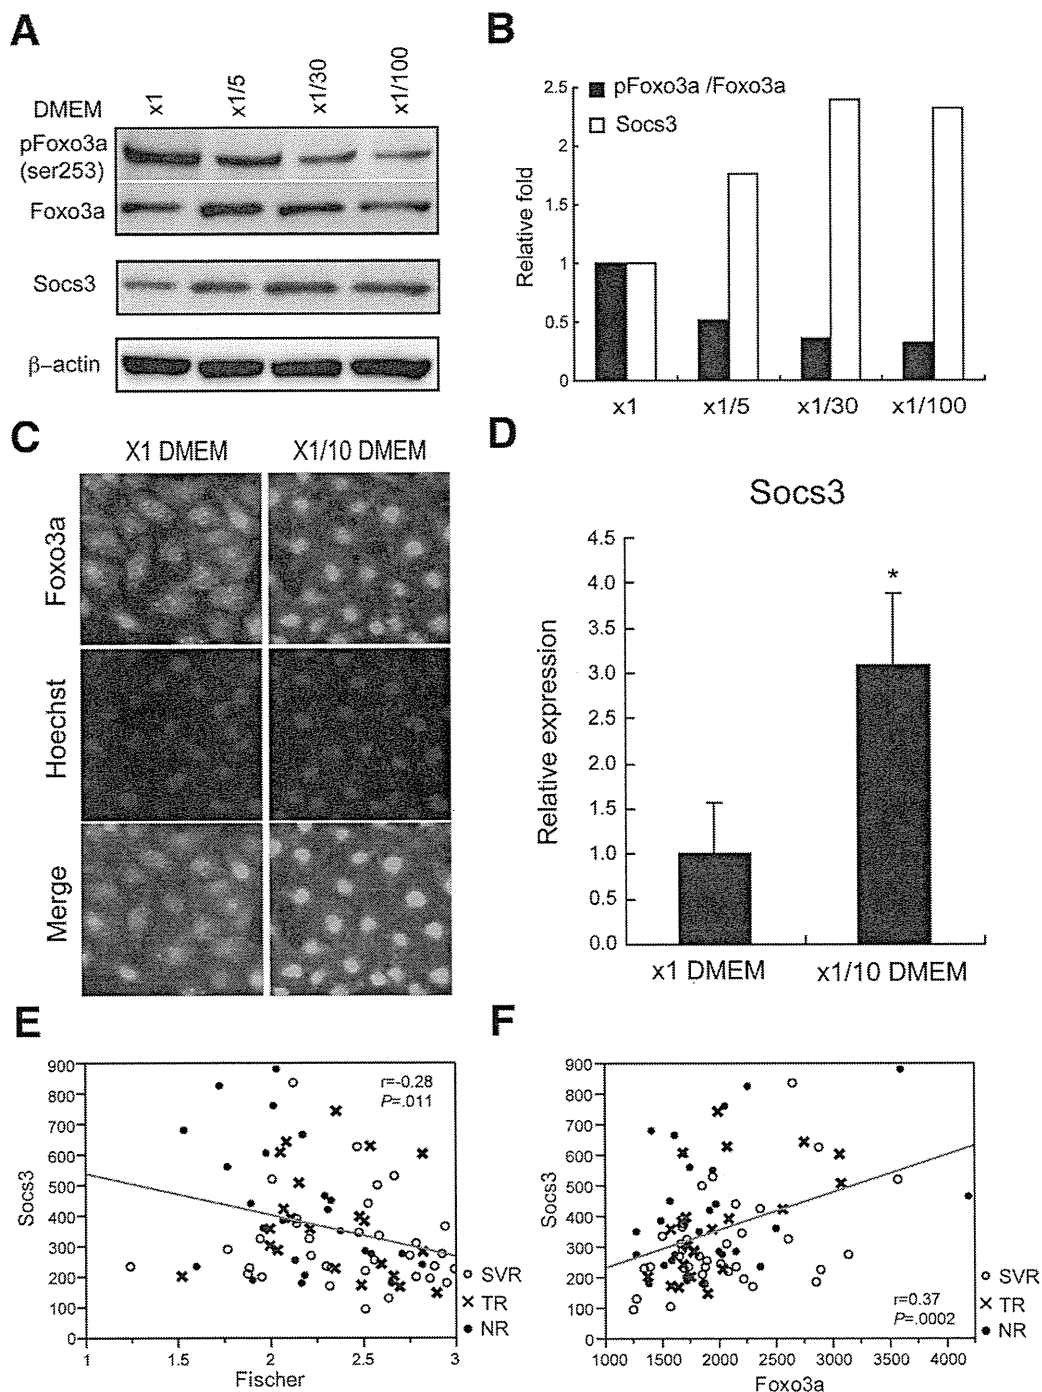 A
DMEM
x1
x1/5
x1/30
x1/100
pFoxo3a
(ser253)
Foxo3a
Socs3
β–actin
B
pFoxo3a /Foxo3a
Socs3
Relative fold
2.5
2
1.5
1
0.5
0
x1
x1/5
x1/30
x1/100
C
X1 DMEM
X1/10 DMEM
Foxo3a
Hoechst
Merge
D
Socs3
Relative expression
4.5
4.0
3.5
3.0
2.5
2.0
1.5
1.0
0.5
0.0
*
x1 DMEM
x1/10 DMEM
E
Socs3
900
800
700
600
500
400
300
200
100
0
r=-0.28
P=.011
1
1.5
2
2.5
3
Fischer
SVR
TR
NR
F
Socs3
900
800
700
600
500
400
300
200
100
0
r=0.37
P=.0002
1000
1500
2000
2500
3000
3500
4000
Foxo3a
SVR
TR
NR